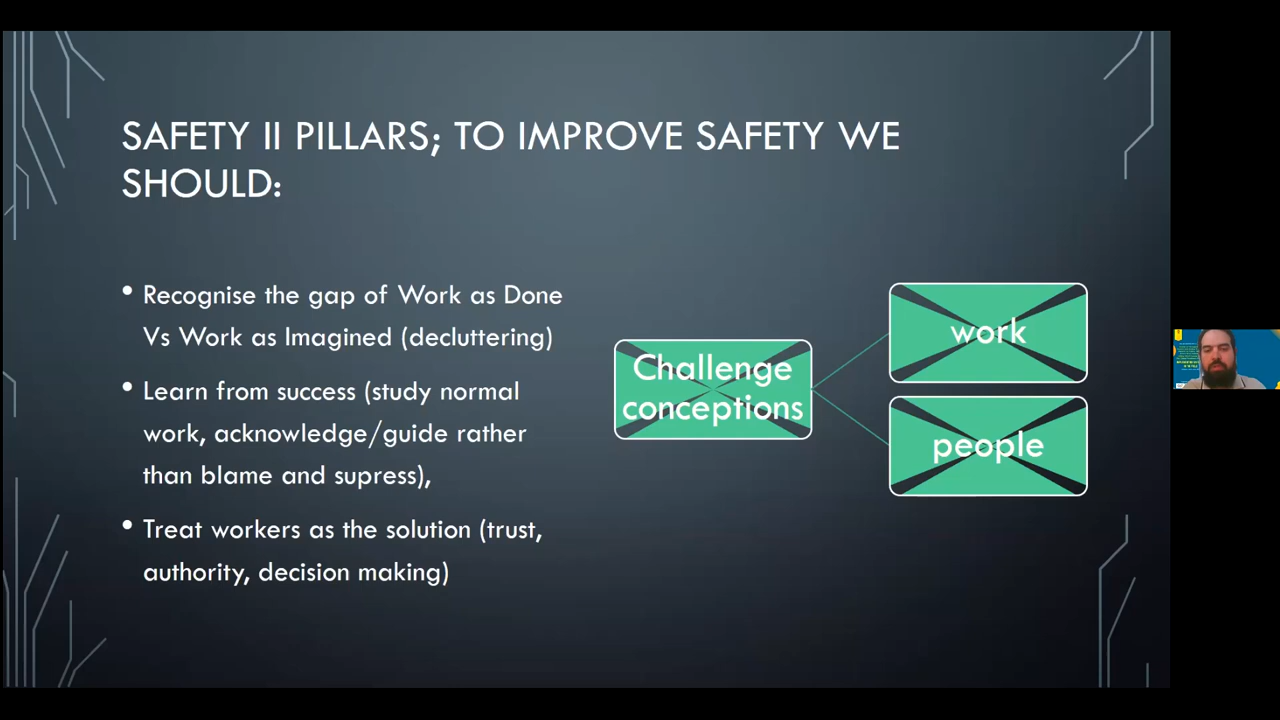 SAFETY II PILLARS; TO IMPROVE SAFETY WE
SHOULD:
• Recognise the gap of Work as Done
Vs Work as Imagined (decluttering)
• Learn from success (study normal
work, acknowledge/guide rather
than blame and supress),
• Treat workers as the solution (trust,
authority, decision making)
Challenge
conceptions
work
people